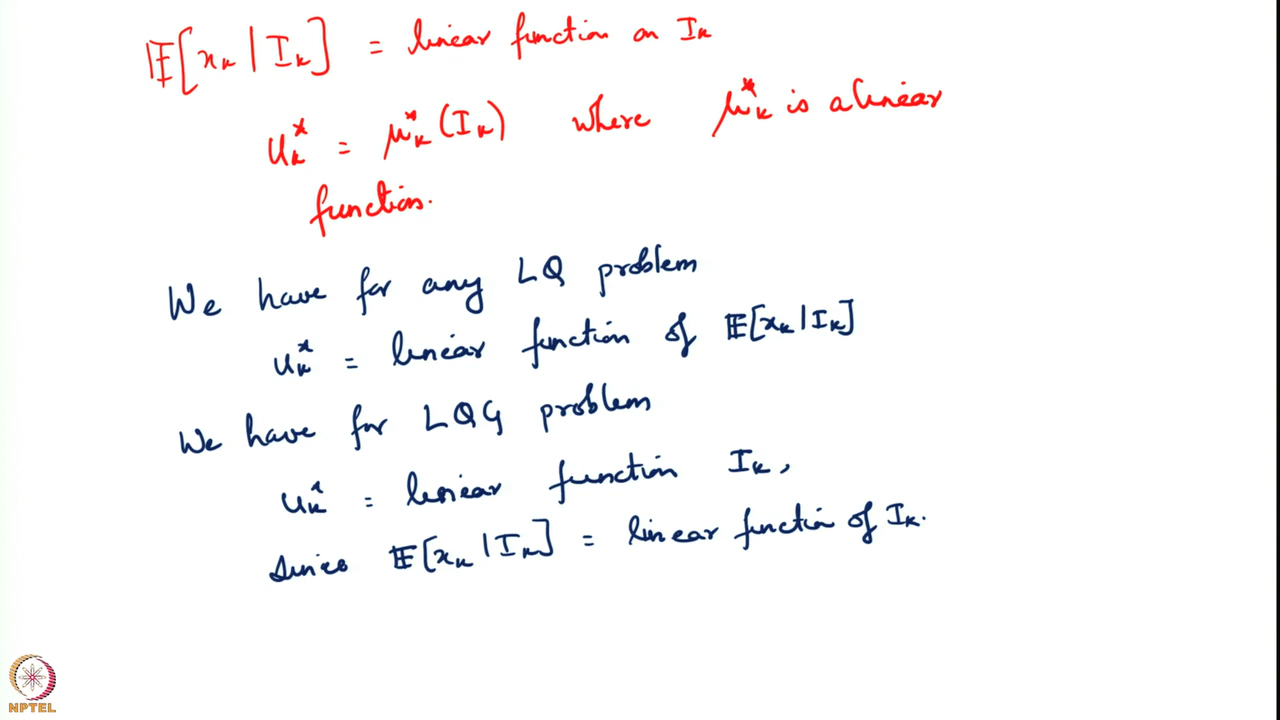 𝔼[x_k | I_k] = linear function on I_k
u_k^* = μ_k^*(I_k) where μ_k^* is a linear
function.
We have for any LQ problem
u_k^* = linear function of 𝔼[x_k | I_k]
We have for LQG problem
u_k^* = linear function I_k,
since 𝔼[x_k | I_k] = linear function of I_k.
NPTEL